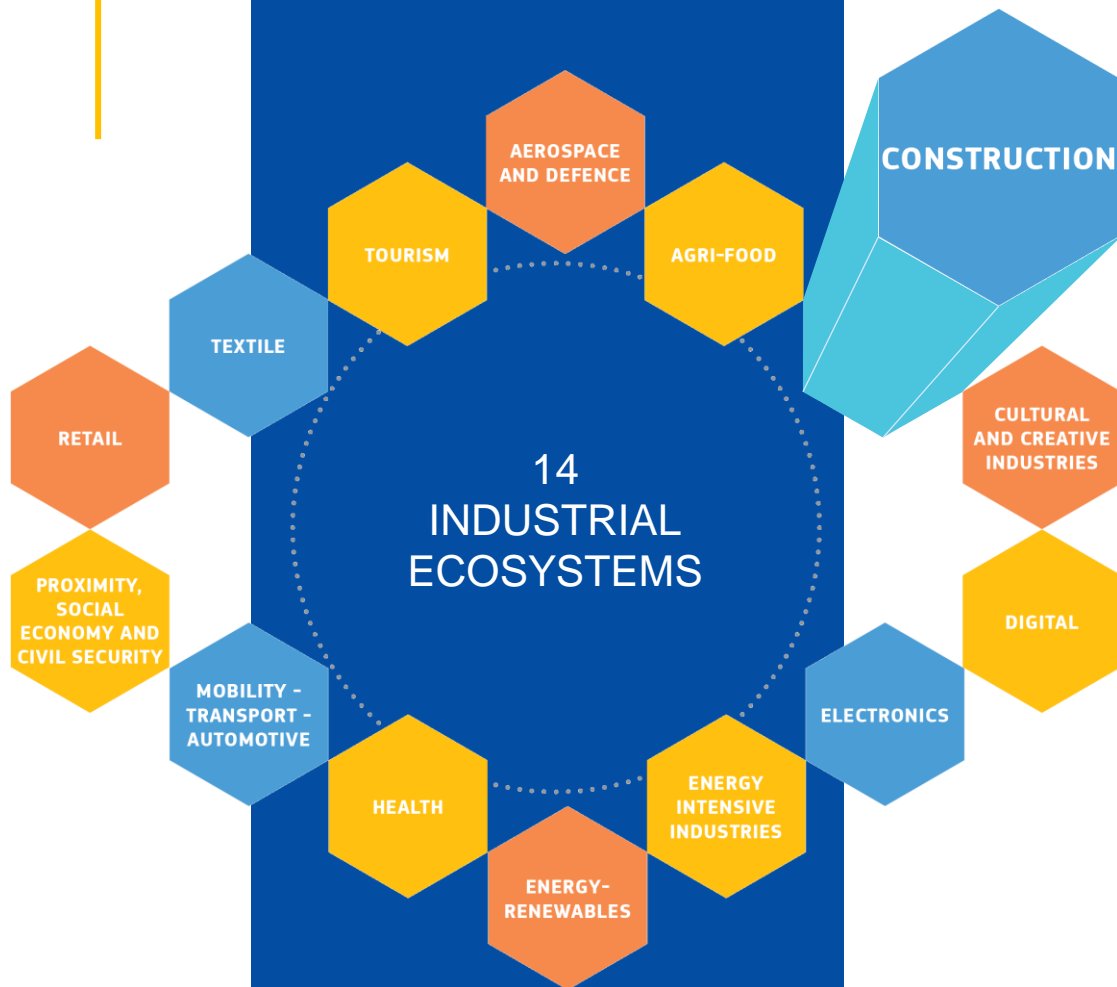 AEROSPACE
AND DEFENCE
AGRI-FOOD
CONSTRUCTION
CULTURAL
AND CREATIVE
INDUSTRIES
DIGITAL
ELECTRONICS
ENERGY
INTENSIVE
INDUSTRIES
ENERGY-
RENEWABLES
HEALTH
MOBILITY -
TRANSPORT -
AUTOMOTIVE
PROXIMITY,
SOCIAL
ECONOMY AND
CIVIL SECURITY
RETAIL
TEXTILE
TOURISM
14
INDUSTRIAL
ECOSYSTEMS